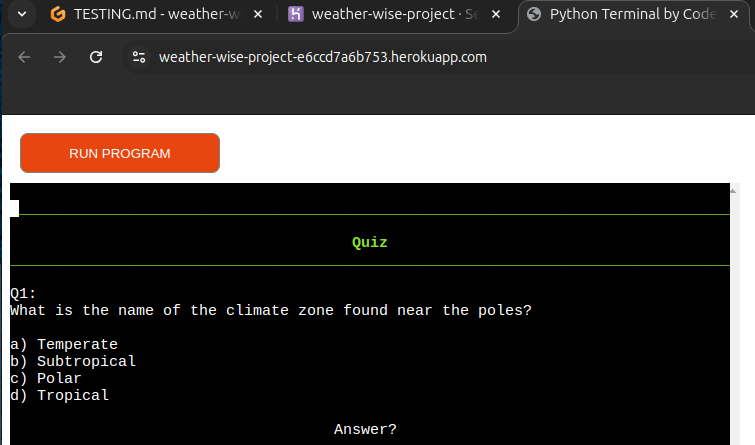 TESTING.md - weather-w
weather-wise-project · Se
Python Terminal by Code
weather-wise-project-e6ccd7a6b753.herokuapp.com
RUN PROGRAM
Quiz
Q1:
What is the name of the climate zone found near the poles?
a) Temperate
b) Subtropical
c) Polar
d) Tropical
Answer?